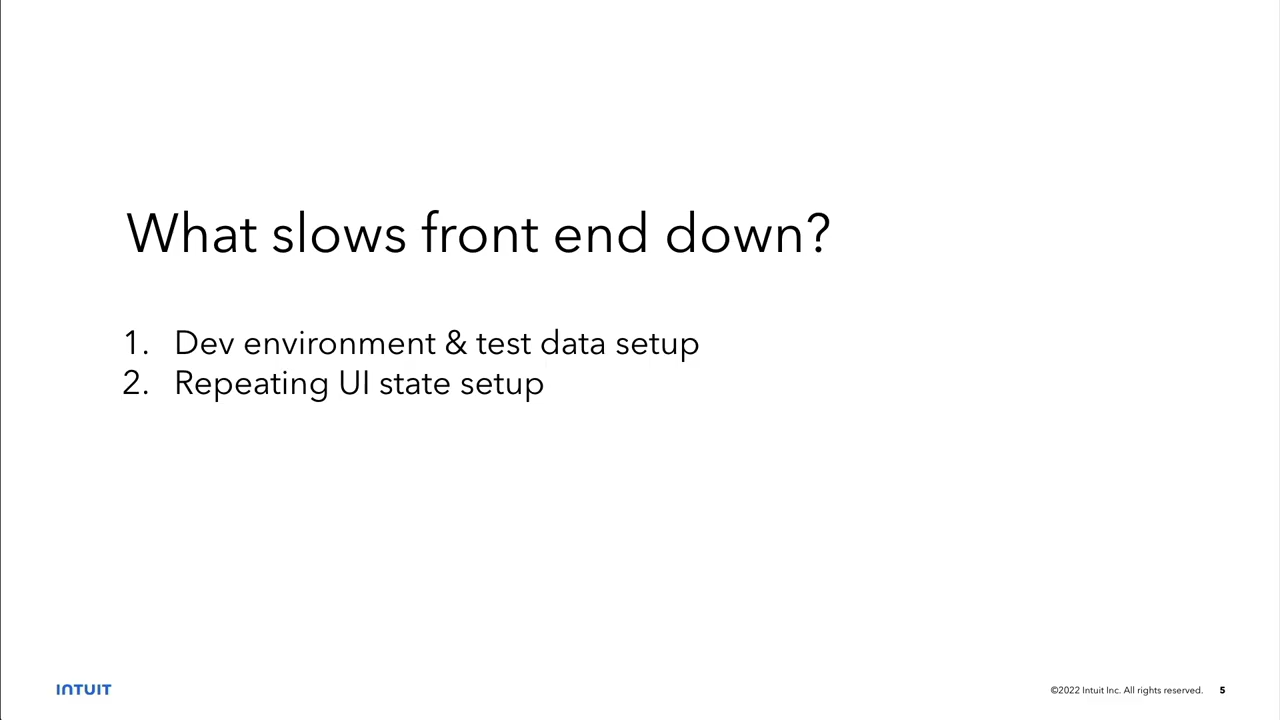 What slows front end down?
1. Dev environment & test data setup
2. Repeating UI state setup
INTUIT
©2022 Intuit Inc. All rights reserved. 5